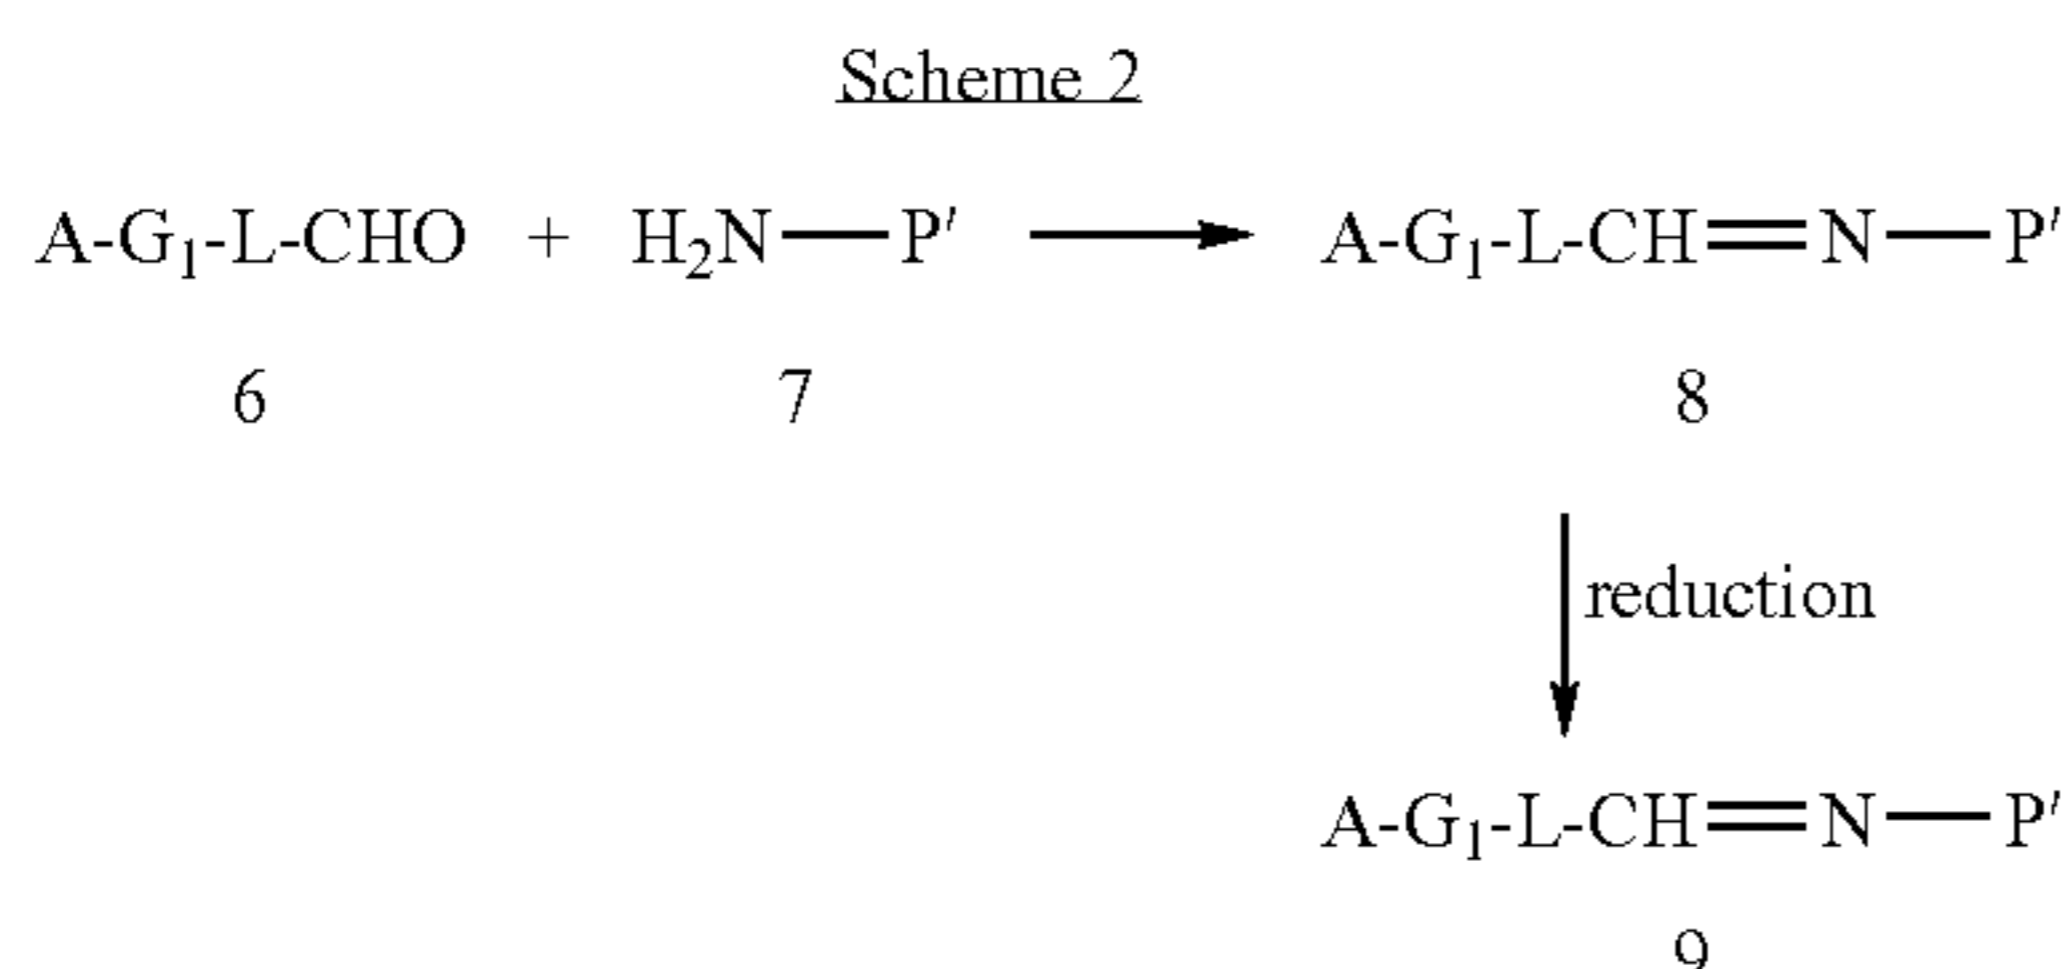 Scheme 2
A-G₁-L-CHO + H₂N—P′ → A-G₁-L-CH=N—P′
6 7 8
reduction
A-G₁-L-CH=N—P′
9